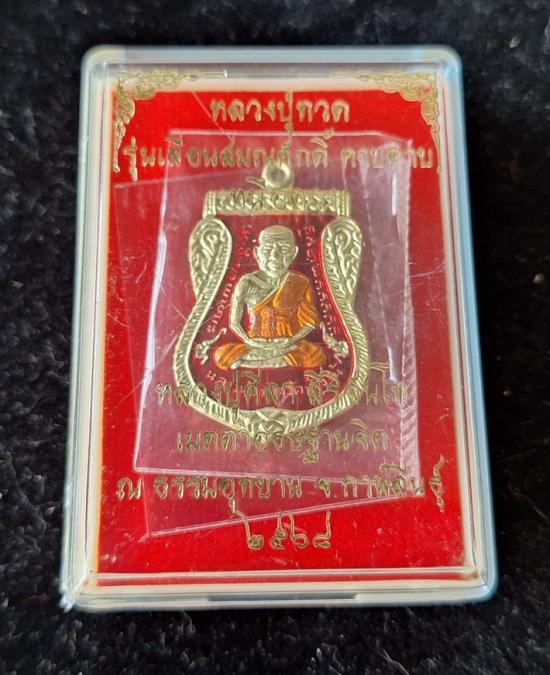 หลวงปู่ทวด
รุ่นเลื่อนสมณศักดิ์ คาบดาบ
หลวงปู่ศิลา สิริจนฺโท
เมตตาอธิษฐานจิต
ณ ธรรมอุทยาน จ.กาฬสินธุ์
๒๕๖๘